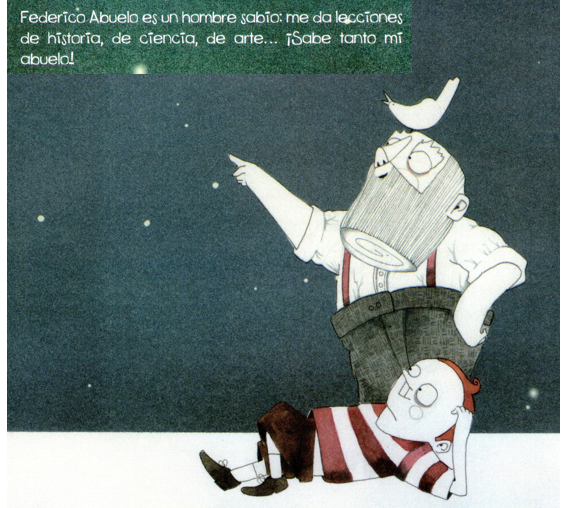 Federico Abuelo es un hombre sabio: me da lecciones
de historia, de ciencia, de arte... ¡Sabe tanto mi
abuelo!